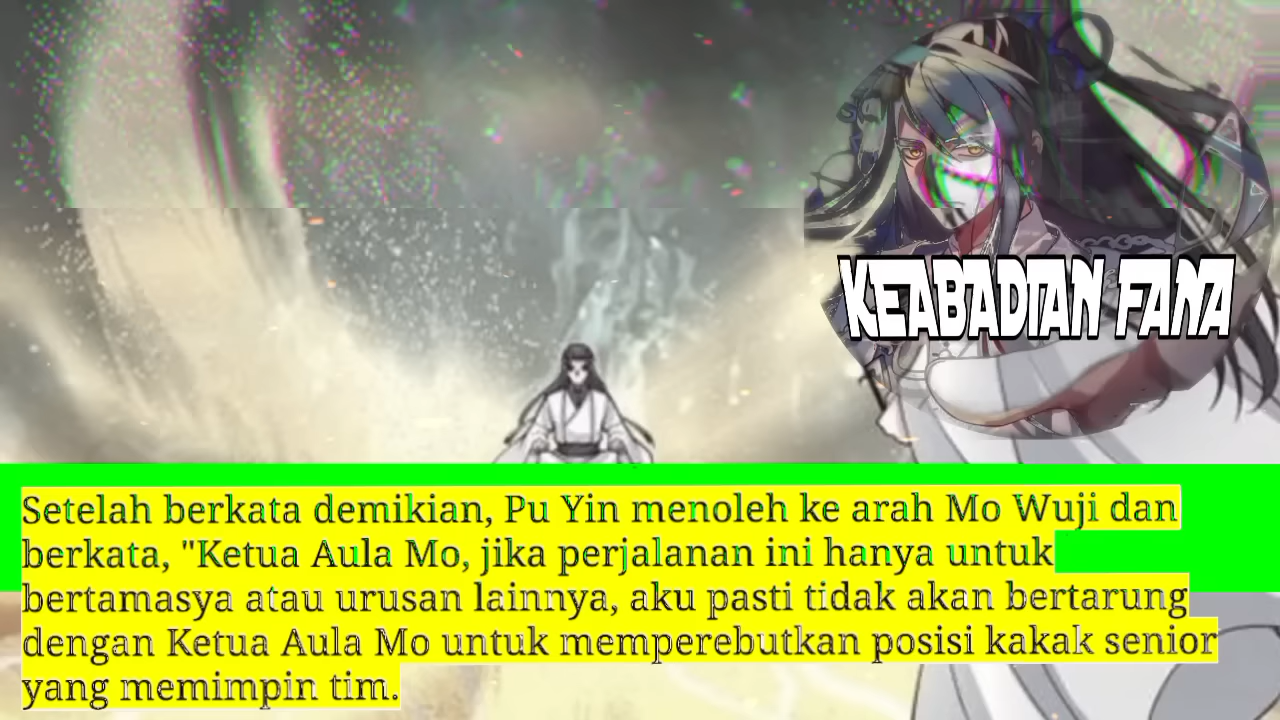 KEABADIAN FANA
Setelah berkata demikian, Pu Yin menoleh ke arah Mo Wuji dan
berkata, "Ketua Aula Mo, jika perjalanan ini hanya untuk
bertamasya atau urusan lainnya, aku pasti tidak akan bertarung
dengan Ketua Aula Mo untuk memperebutkan posisi kakak senior
yang memimpin tim.